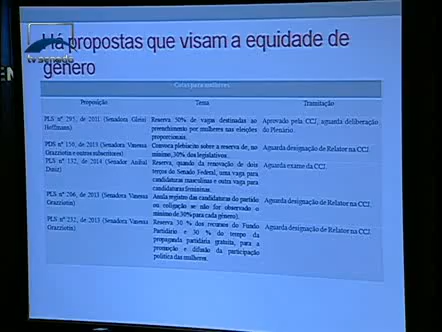 Há propostas que visam a equidade de
gênero
tv senado
Cotas para mulheres
Proposição Tema Tramitação
PLS nº 295, de 2011 (Senadora Gleisi Hoffmann) Reserva 50% de vagas destinadas ao preenchimento por mulheres nas eleições proporcionais. Aprovado pela CCJ, aguarda deliberação do Plenário.
PDS nº 156, de 2013 (Senadora Vanessa Grazziotin e outros subscritores) Convoca plebiscito sobre a reserva de, no mínimo, 30% dos legislativos. Aguarda designação de Relator na CCJ.
PLS nº 132, de 2014 (Senador Anibal Diniz) Reserva, quando da renovação de dois terços do Senado Federal, uma vaga para candidaturas masculinas e outra vaga para candidaturas femininas. Aguarda exame da CCJ.
PLS nº 206, de 2013 (Senadora Vanessa Grazziotin) Anula registro das candidaturas do partido ou coligação se não for observado o mínimo de 30% para cada gênero). Aguarda designação de Relator na CCJ.
PLS nº 232, de 2013 (Senadora Vanessa Grazziotin) Reserva 30 % dos recursos do Fundo Partidário e 30 % do tempo da propaganda partidária gratuita, para a promoção e difusão da participação política das mulheres. Aguarda designação de Relator na CCJ.